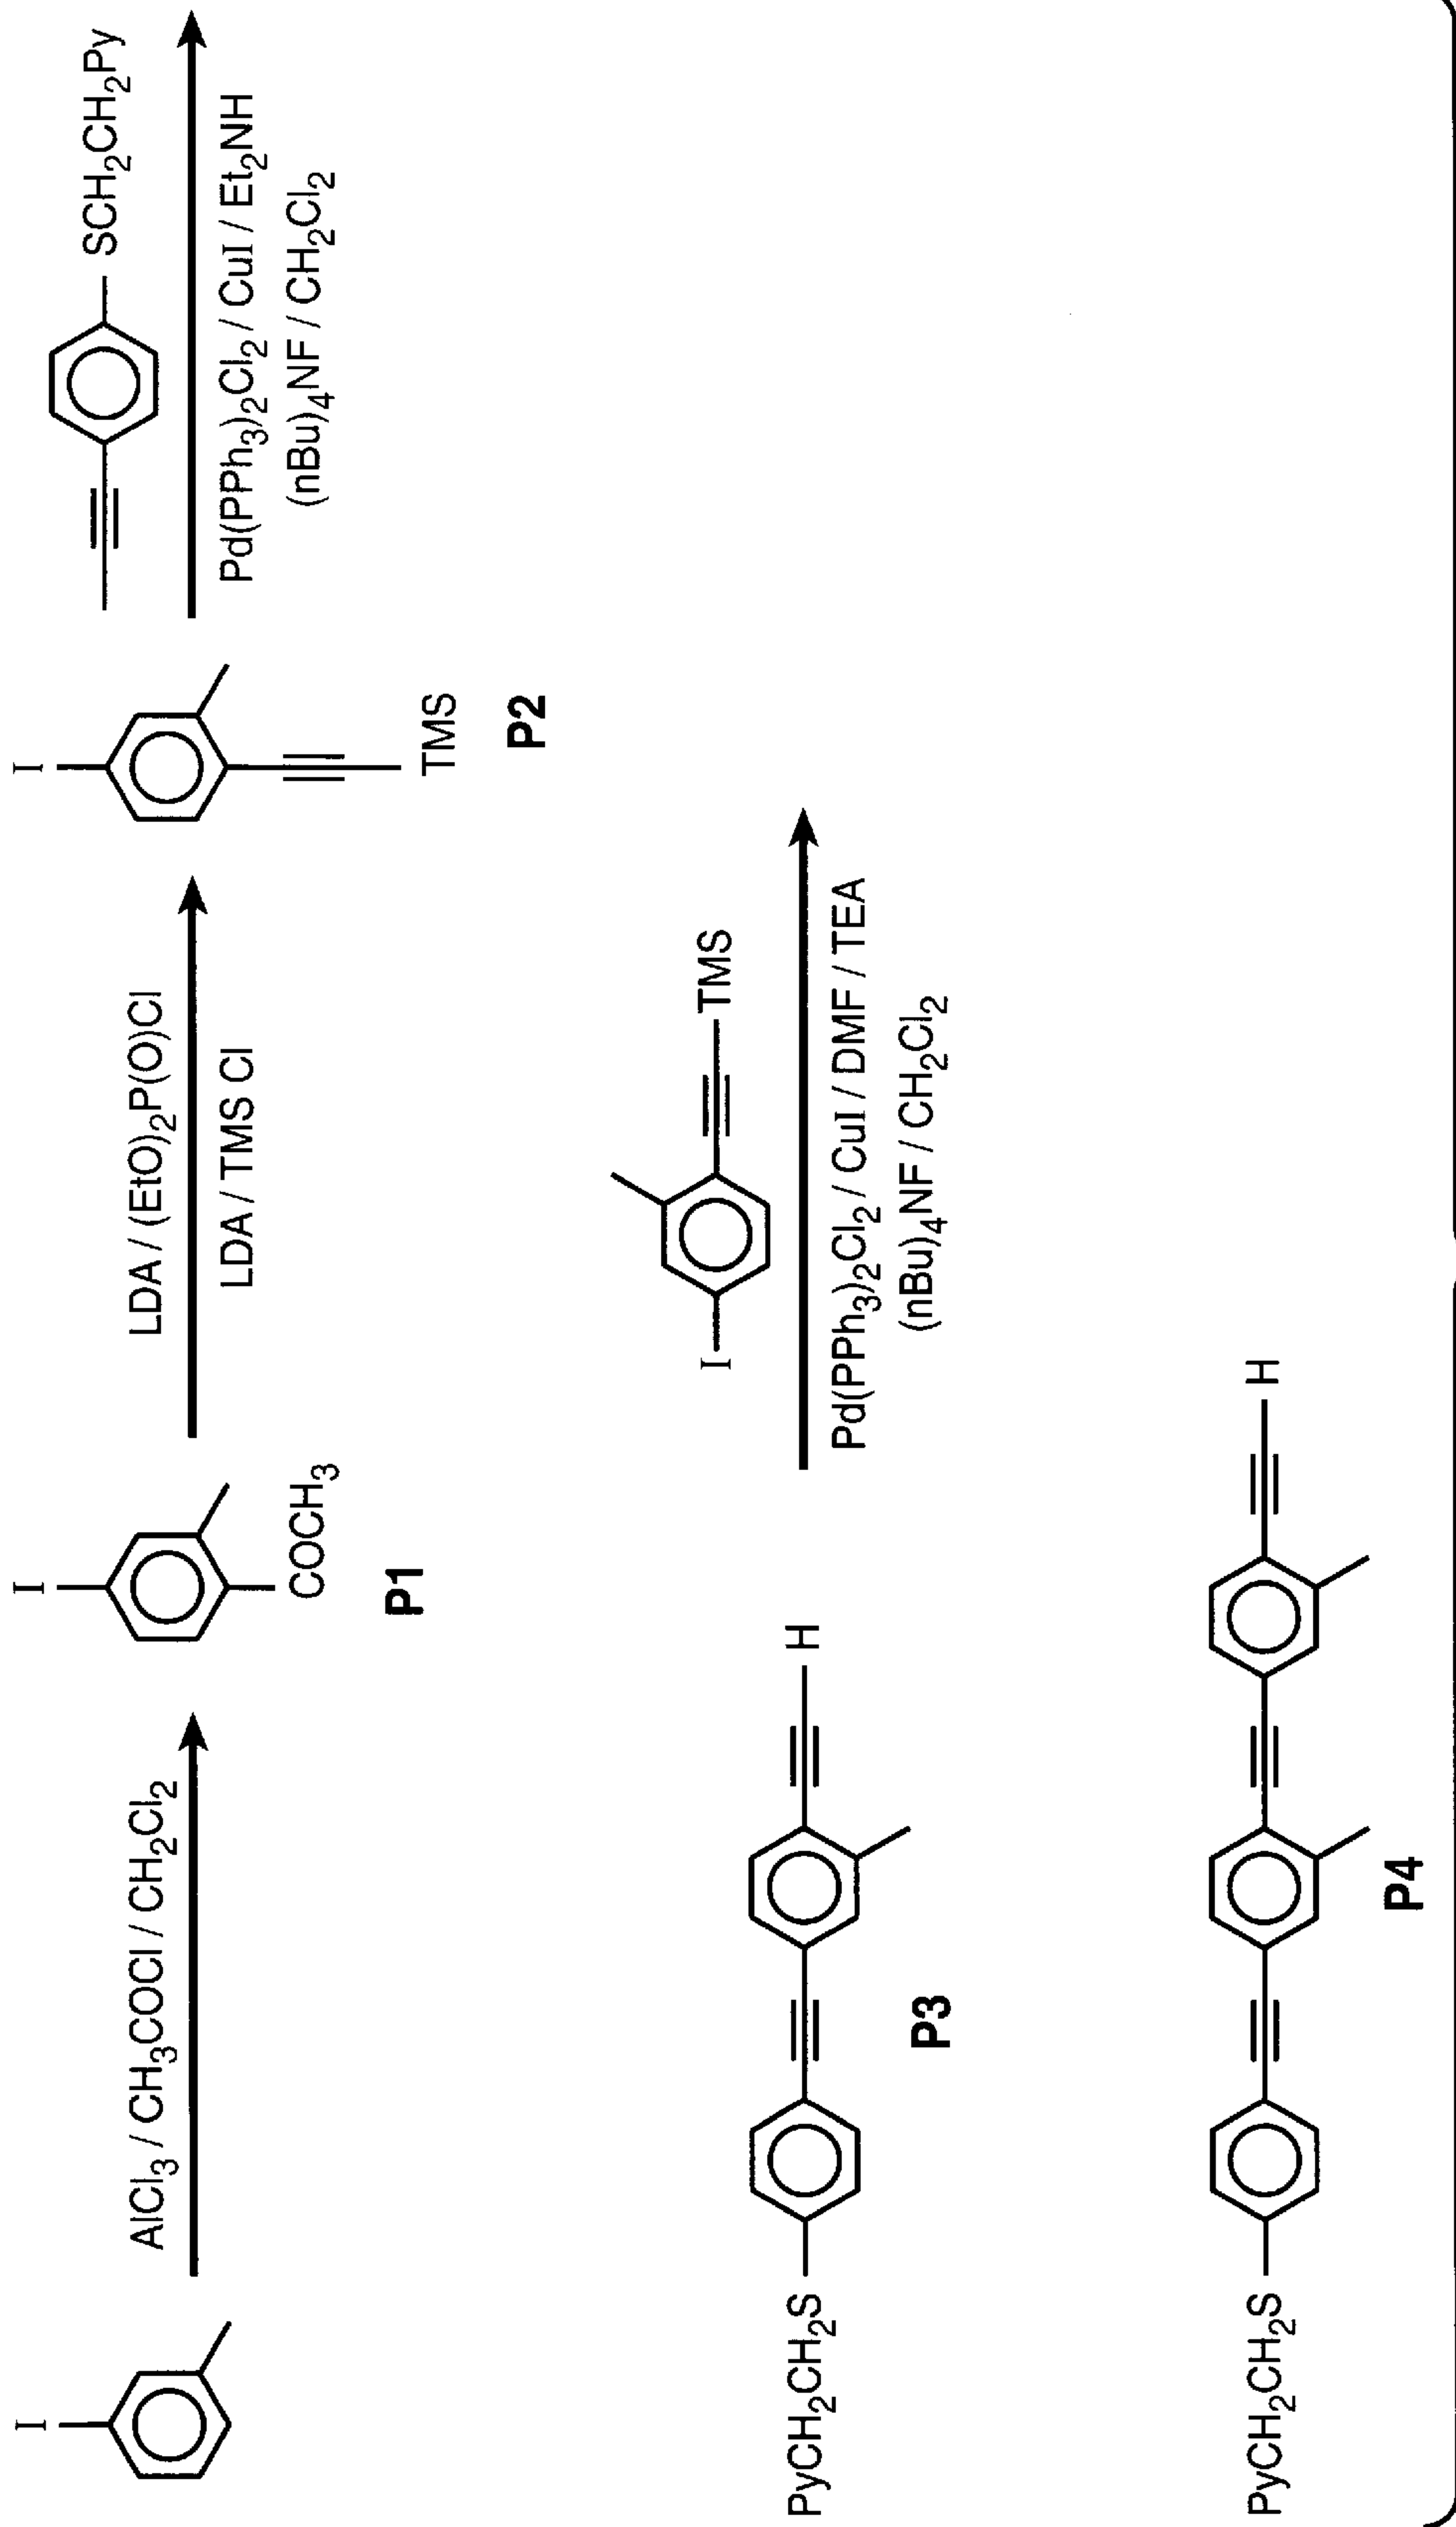 I
AlCl3 / CH3COCl / CH2Cl2
I
COCH3
P1
LDA / (EtO)2P(O)Cl
LDA / TMS Cl
I
TMS
P2
SCH2CH2Py
Pd(PPh3)2Cl2 / CuI / Et2NH
(nBu)4NF / CH2Cl2
PyCH2CH2S
H
P3
I
TMS
Pd(PPh3)2Cl2 / CuI / DMF / TEA
(nBu)4NF / CH2Cl2
PyCH2CH2S
H
P4